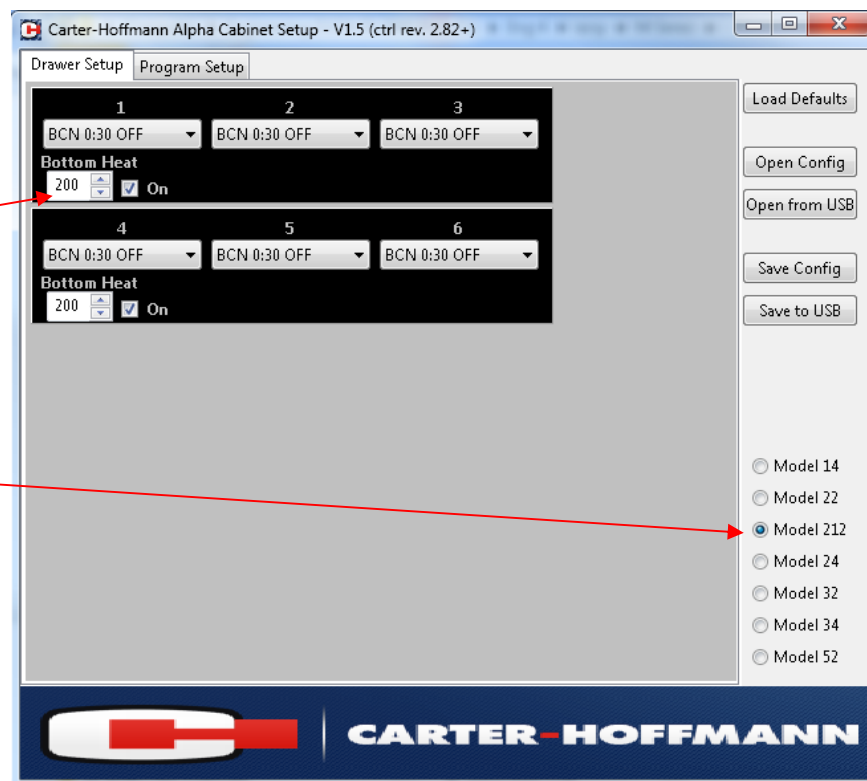 Carter-Hoffmann Alpha Cabinet Setup - V1.5 (ctrl rev. 2.82+)
Drawer Setup Program Setup
1 2 3
BCN 0:30 OFF BCN 0:30 OFF BCN 0:30 OFF
Bottom Heat
200 On
4 5 6
BCN 0:30 OFF BCN 0:30 OFF BCN 0:30 OFF
Bottom Heat
200 On
Load Defaults
Open Config
Open from USB
Save Config
Save to USB
Model 14
Model 22
Model 212
Model 24
Model 32
Model 34
Model 52
CARTER-HOFFMANN